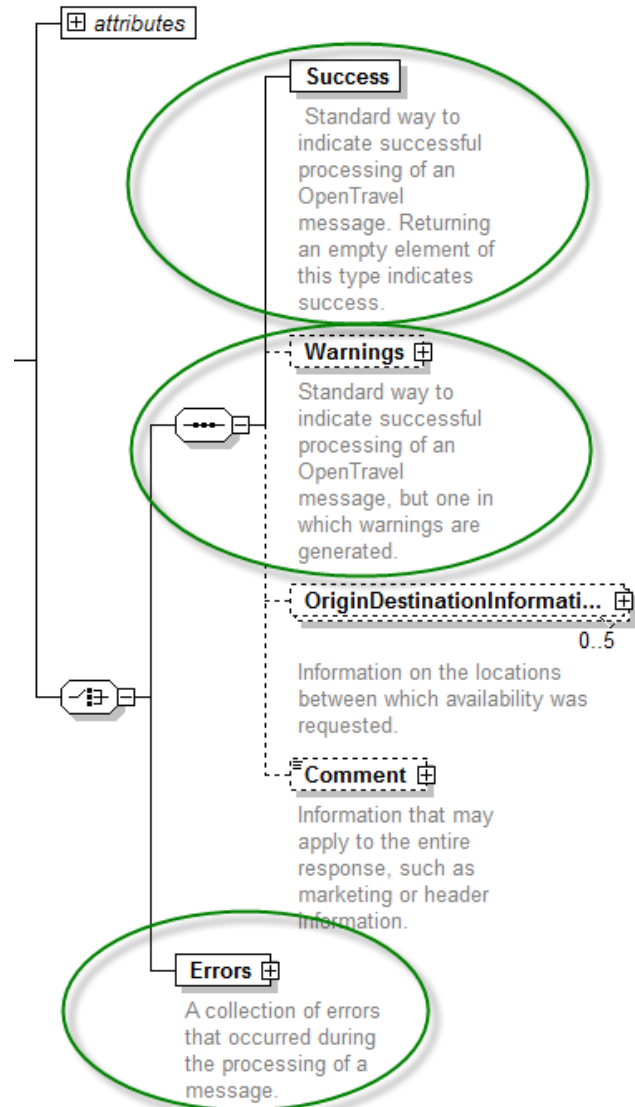 attributes
Success
Standard way to
indicate successful
processing of an
OpenTravel
message. Returning
an empty element of
this type indicates
success.
Warnings
Standard way to
indicate successful
processing of an
OpenTravel
message, but one in
which warnings are
generated.
OriginDestinationInformati...
0..5
Information on the locations
between which availability was
requested.
Comment
Information that may
apply to the entire
response, such as
marketing or header
information.
Errors
A collection of errors
that occurred during
the processing of a
message.